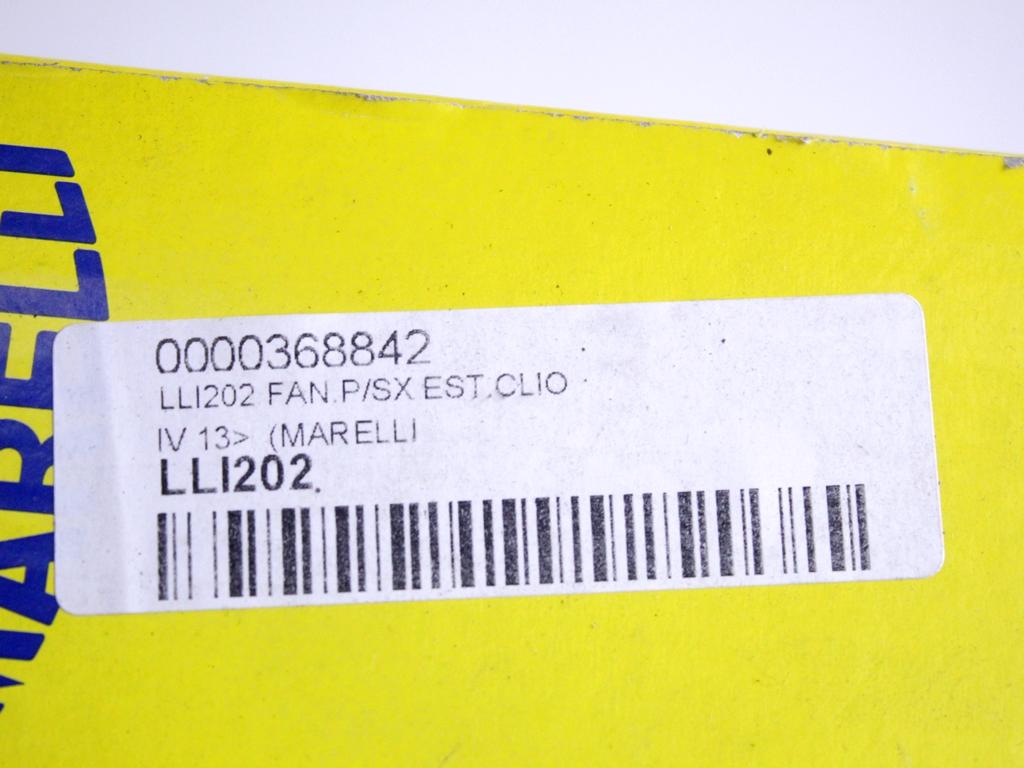 MARELLI
0000368842
LLI202 FAN.P/SX EST.CLIO
IV 13> (MARELLI
LLI202.